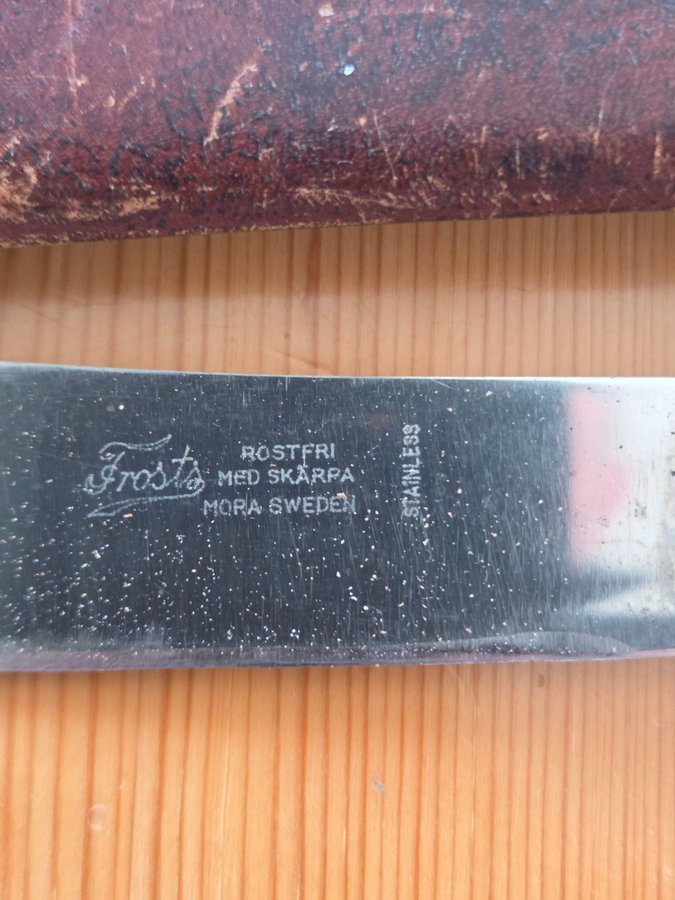 Frosts
ROSTFRI
MED SKÄRPA
MORA SWEDEN
STAINLESS